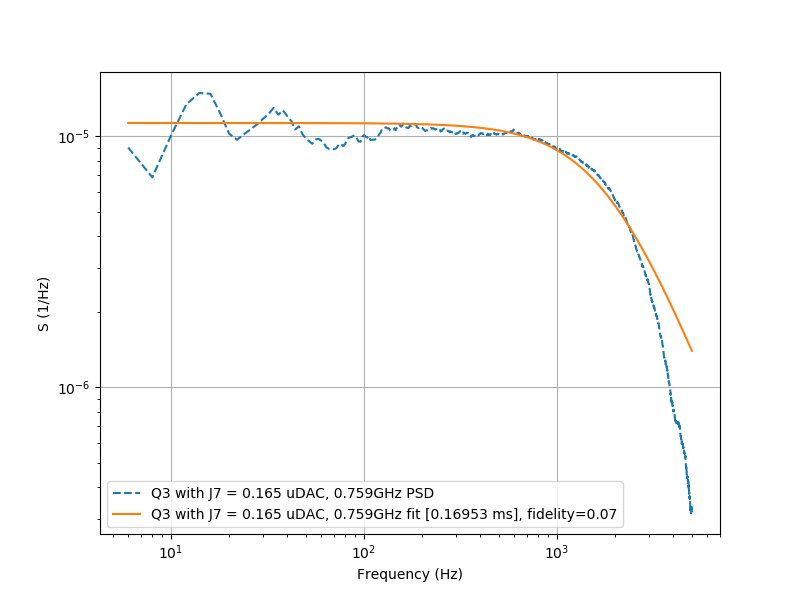 S (1/Hz)
10⁻⁵
10⁻⁶
Q3 with J7 = 0.165 uDAC, 0.759GHz PSD
Q3 with J7 = 0.165 uDAC, 0.759GHz fit [0.16953 ms], fidelity=0.07
10¹ 10² 10³
Frequency (Hz)